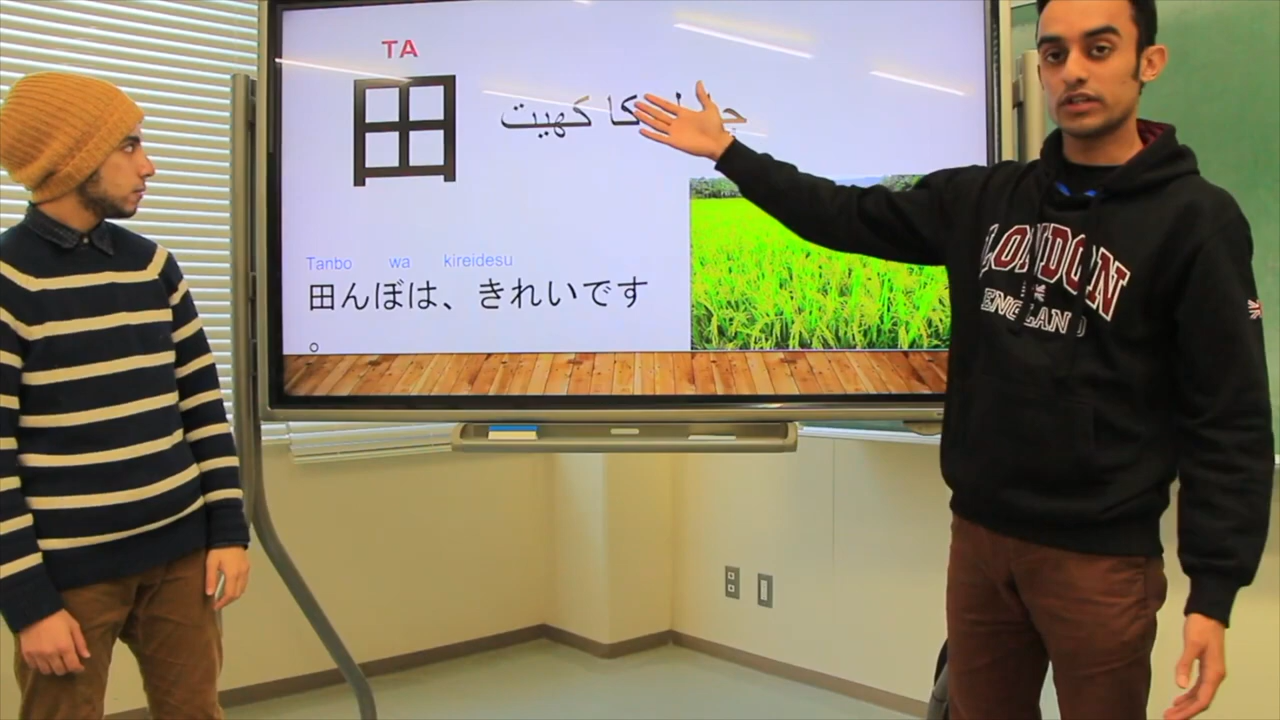 TA
田
کا کھیت
Tanbo wa kireidesu
田んぼは、きれいです
。
LONDON
ENGLAND